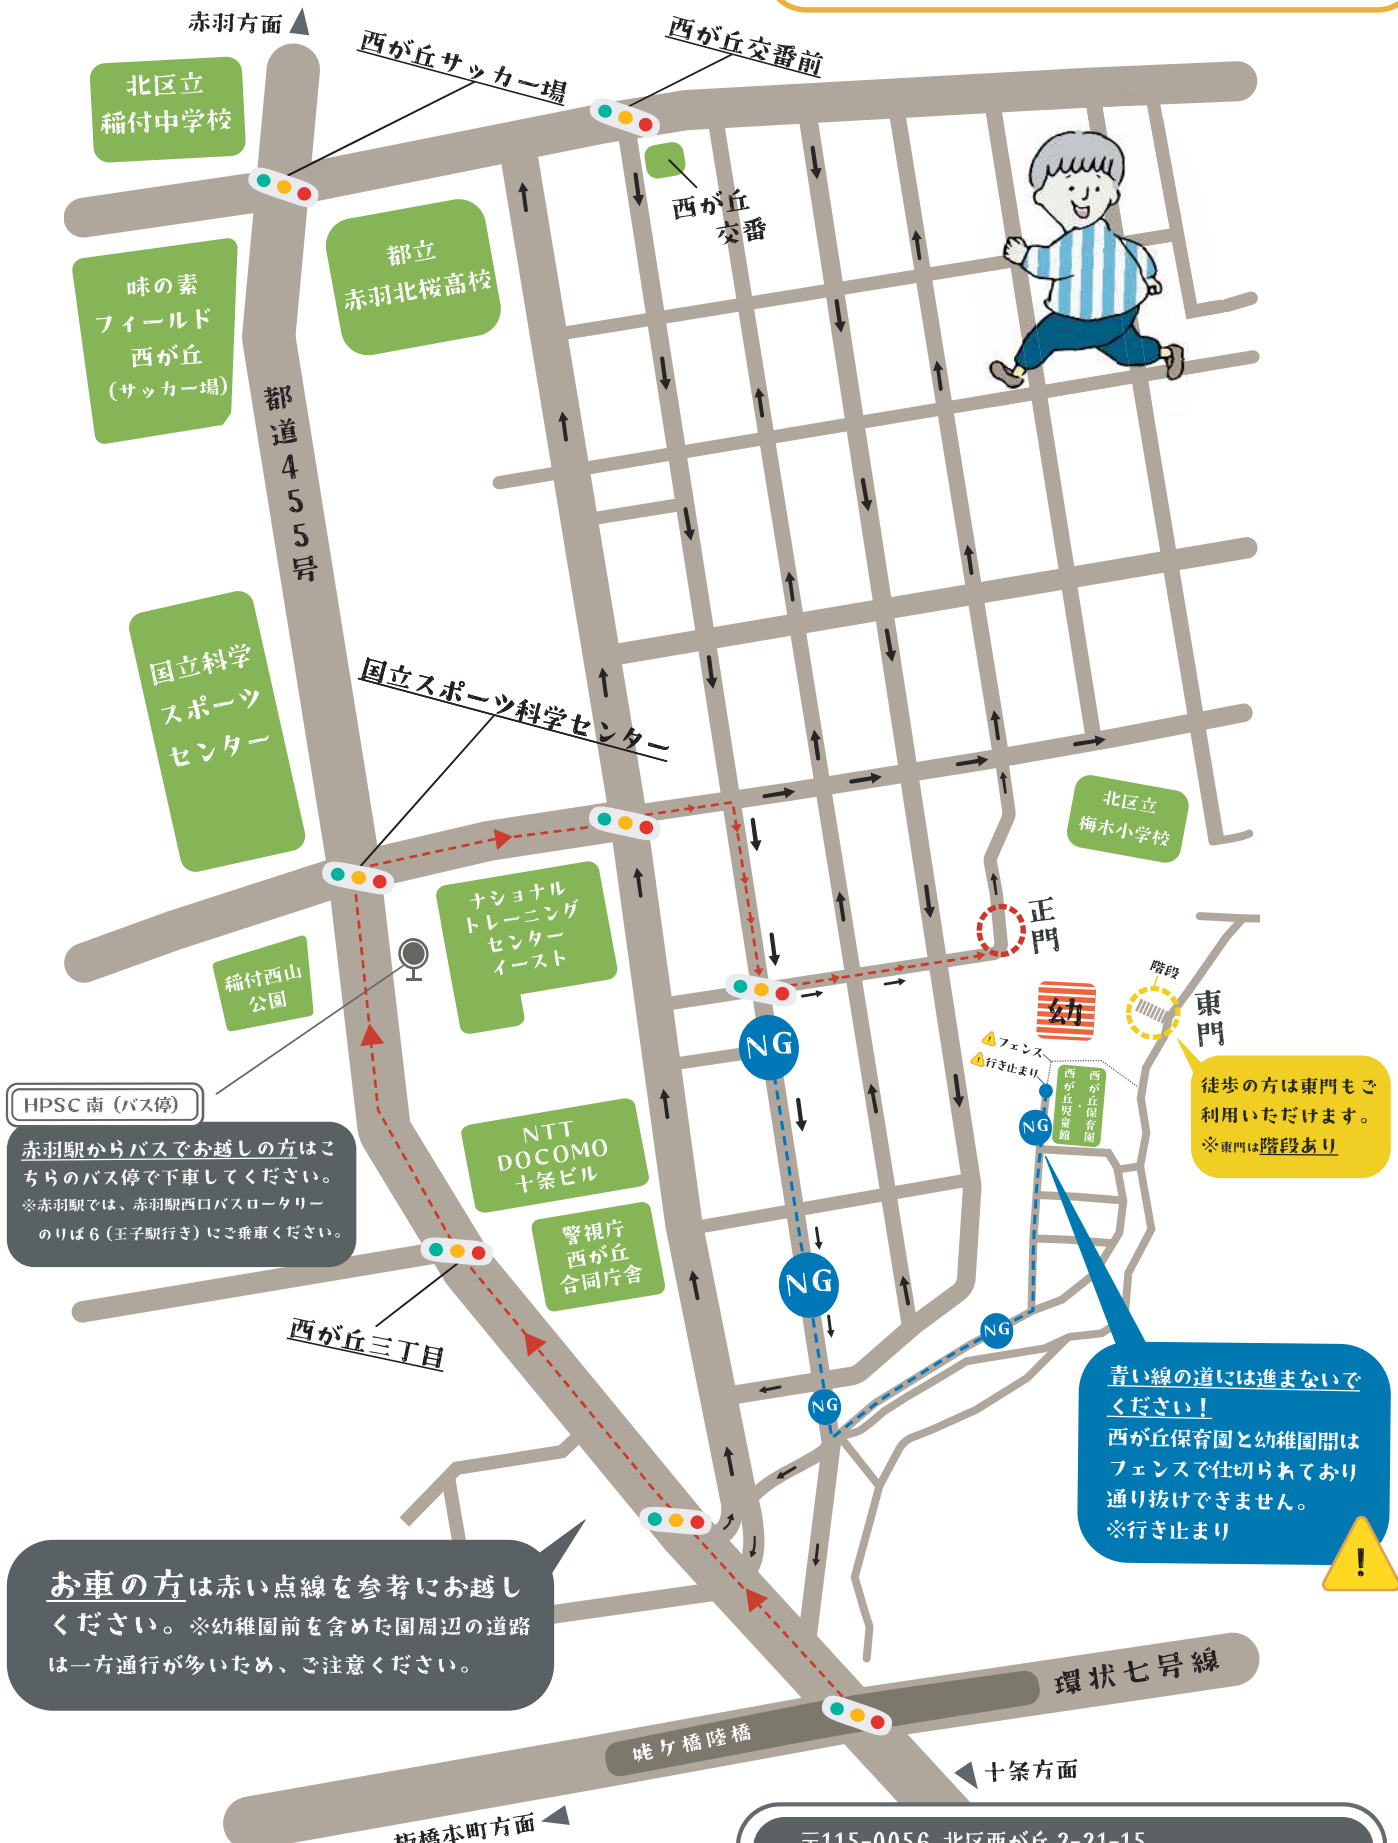 赤羽方面
北区立
稲付中学校
西が丘サッカー場
西が丘交番前
西が丘
交番
都立
赤羽北桜高校
味の素
フィールド
西が丘
(サッカー場)
都道455号
国立科学
スポーツ
センター
国立スポーツ科学センター
北区立
梅木小学校
ナショナル
トレーニング
センター
イースト
正門
稲付西山
公園
階段
東門
幼
フェンス
行き止まり
西が丘保育園
西が丘児童館
NG
NG
徒歩の方は東門もご
利用いただけます。
※東門は階段あり
HPSC 南 (バス停)
赤羽駅からバスでお越しの方はこ
ちらのバス停で下車してください。
※赤羽駅では、赤羽駅西口バスロータリー
のりば6(王子駅行き)にご乗車ください。
NTT
DOCOMO
十条ビル
警視庁
西が丘
合同庁舎
NG
NG
NG
西が丘三丁目
青い線の道には進まないで
ください！
西が丘保育園と幼稚園間は
フェンスで仕切られており
通り抜けできません。
※行き止まり
!
お車の方は赤い点線を参考にお越し
ください。※幼稚園前を含めた園周辺の道路
は一方通行が多いため、ご注意ください。
環状七号線
姥ケ橋陸橋
十条方面
板橋本町方面
〒115-0056 北区西が丘 2-21-15